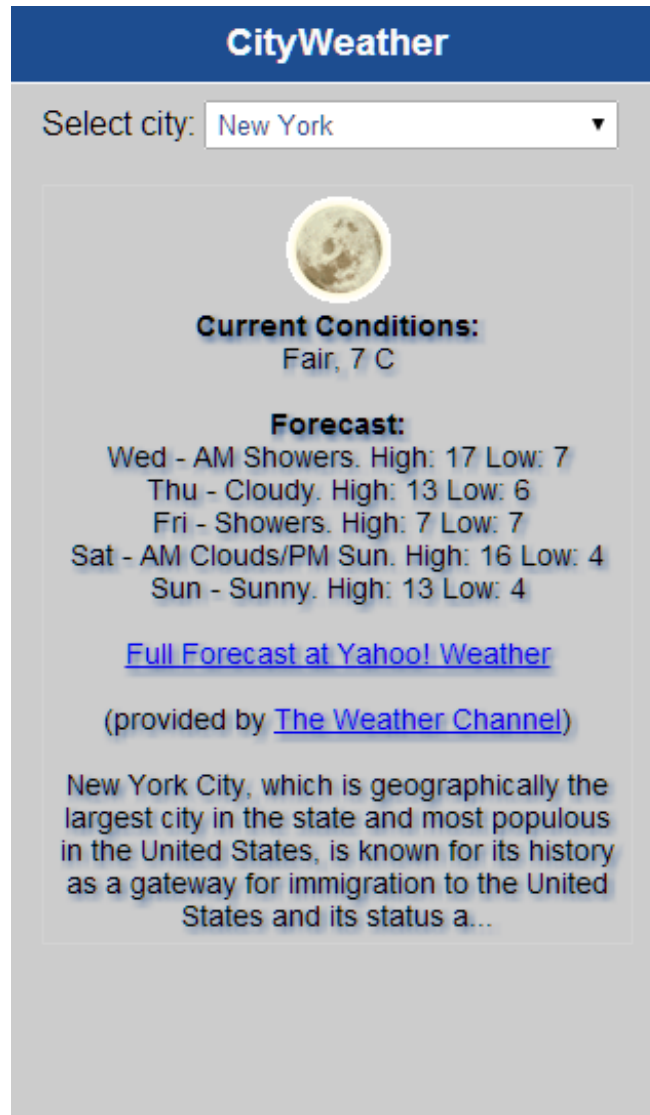 CityWeather
Select city: New York
Current Conditions:
Fair, 7 C
Forecast:
Wed - AM Showers. High: 17 Low: 7
Thu - Cloudy. High: 13 Low: 6
Fri - Showers. High: 7 Low: 7
Sat - AM Clouds/PM Sun. High: 16 Low: 4
Sun - Sunny. High: 13 Low: 4
Full Forecast at Yahoo! Weather
(provided by The Weather Channel)
New York City, which is geographically the
largest city in the state and most populous
in the United States, is known for its history
as a gateway for immigration to the United
States and its status a...